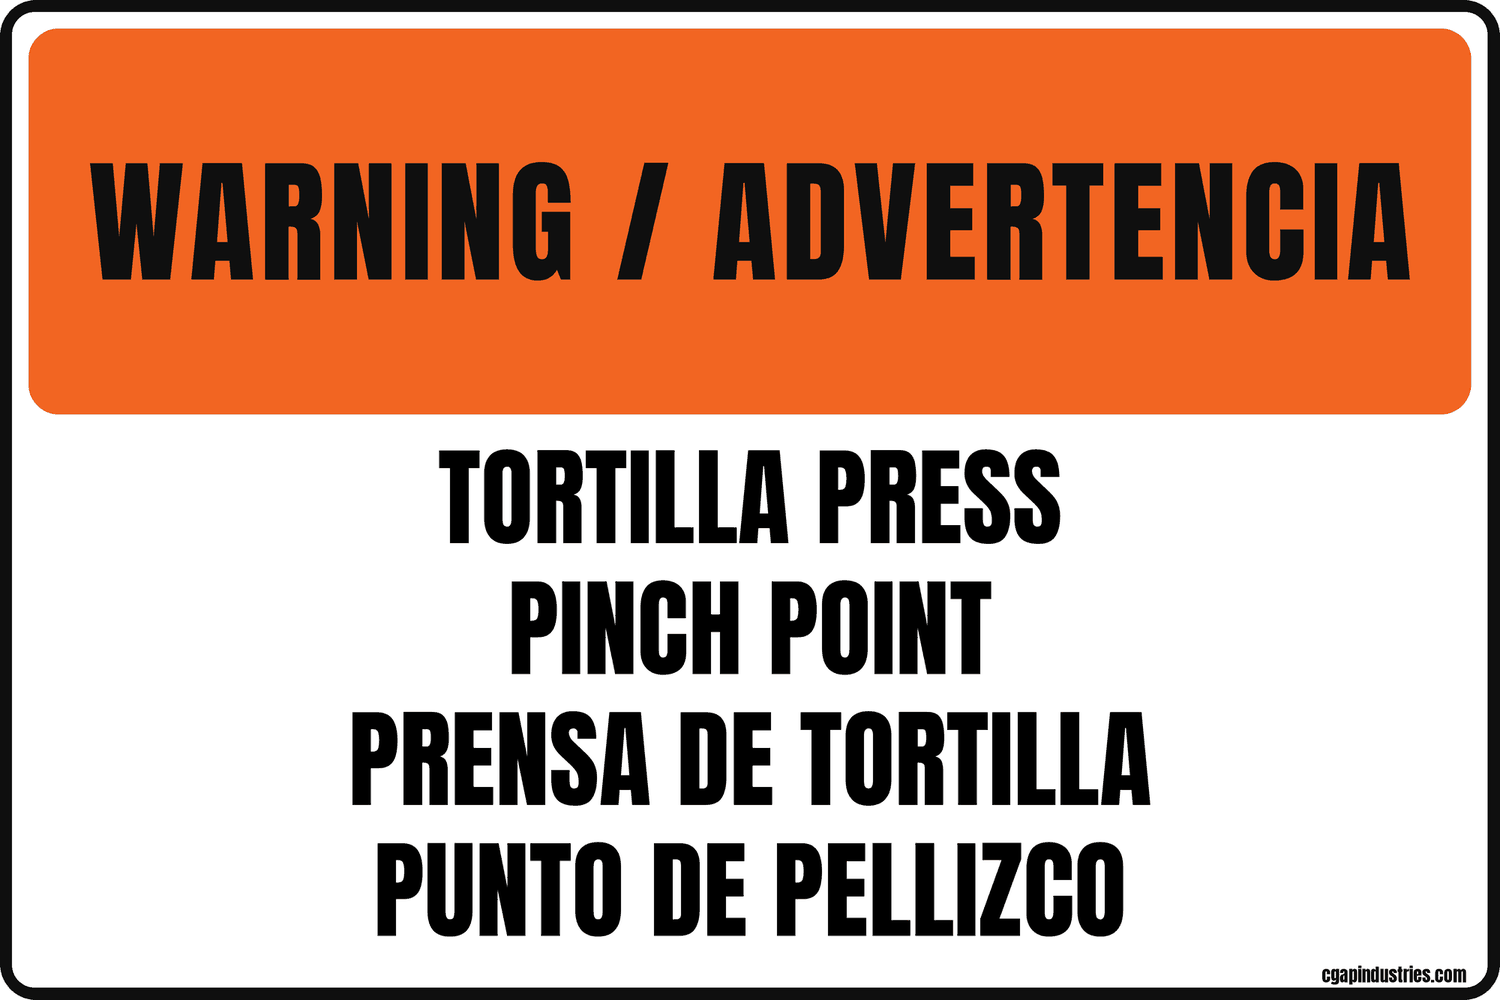 WARNING / ADVERTENCIA
TORTILLA PRESS
PINCH POINT
PRENSA DE TORTILLA
PUNTO DE PELLIZCO
cgapindustries.com